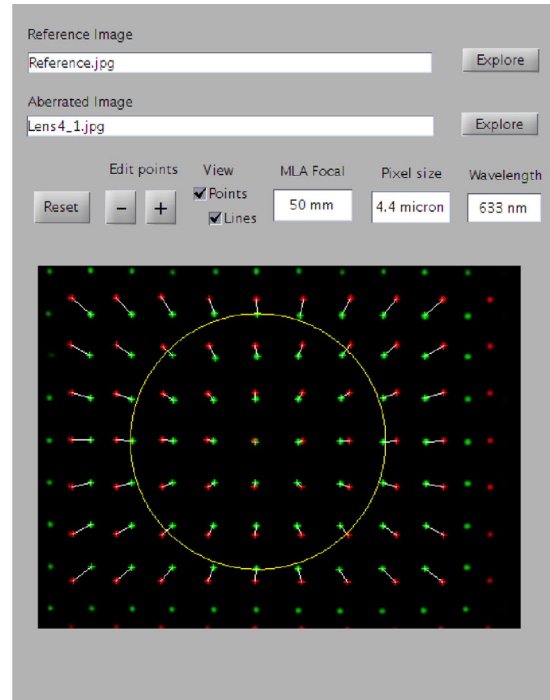 Reference Image
Reference.jpg Explore
Aberrated Image
Lens4_1.jpg Explore
Edit points View MLA Focal Pixel size Wavelength
Reset − + Points 50 mm 4.4 micron 633 nm
Lines